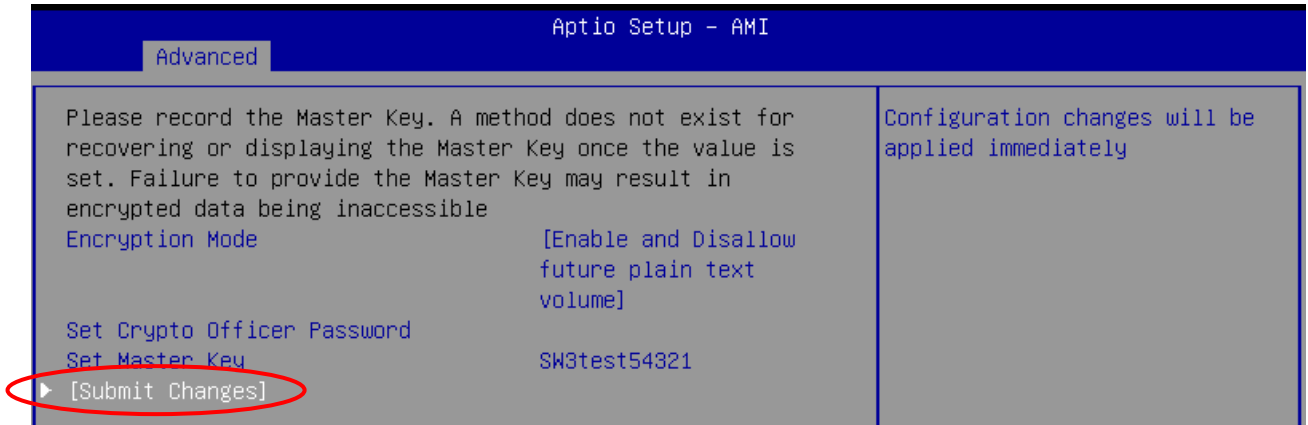 Aptio Setup – AMI
Advanced
Please record the Master Key. A method does not exist for
recovering or displaying the Master Key once the value is
set. Failure to provide the Master Key may result in
encrypted data being inaccessible
Encryption Mode [Enable and Disallow
future plain text
volume]
Set Crypto Officer Password
Set Master Key SW3test54321
[Submit Changes]
Configuration changes will be
applied immediately